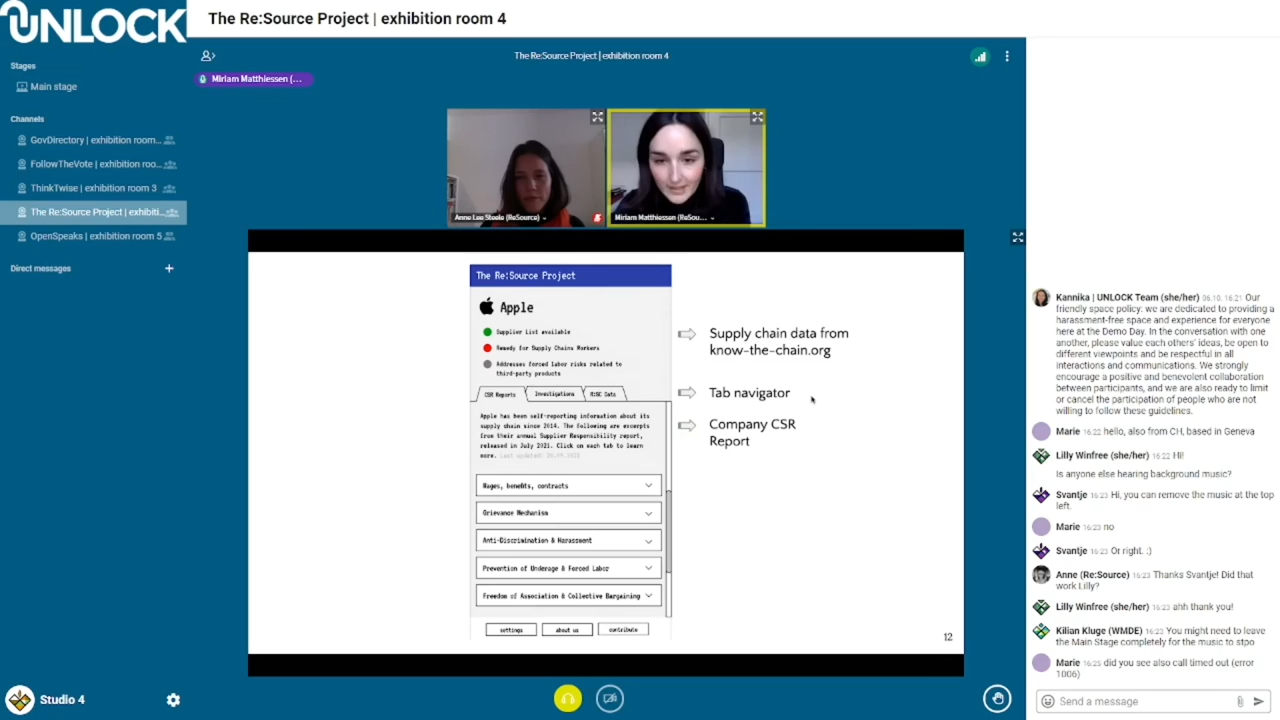 UNLOCK
The Re:Source Project | exhibition room 4
Stages
Main stage
Channels
GovDirectory | exhibition room...
FollowTheVote | exhibition roo...
ThinkTwise | exhibition room 3
The Re:Source Project | exhibiti...
OpenSpeaks | exhibition room 5
Direct messages
Studio 4
The Re:Source Project | exhibition room 4
Miriam Matthiessen (...
Anne Lee Steele (ReSource)
Miriam Matthiessen (ReSou...
The Re:Source Project
Apple
Supplier List available
Remedy for Supply Chains Workers
Addresses forced labor risks related to
third-party products
CSR Reports
Investigations
R:SC Data
Apple has been self-reporting information about its
supply chain since 2014. The following are excerpts
from their annual Supplier Responsibility report,
released in July 2021. Click on each tab to learn
more. Last updated: 24.09.2021
Wages, benefits, contracts
Grievance Mechanism
Anti-Discrimination & Harassment
Prevention of Underage & Forced Labor
Freedom of Association & Collective Bargaining
settings
about us
contribute
Supply chain data from
know-the-chain.org
Tab navigator
Company CSR
Report
12
Kannika | UNLOCK Team (she/her) 06.10. 16:21 Our
friendly space policy: we are dedicated to providing a
harassment-free space and experience for everyone
here at the Demo Day. In the conversation with one
another, please value each others' ideas, be open to
different viewpoints and be respectful in all
interactions and communications. We strongly
encourage a positive and benevolent collaboration
between participants, and we are also ready to limit
or cancel the participation of people who are not
willing to follow these guidelines.
Marie 16:22 hello, also from CH, based in Geneva
Lilly Winfree (she/her) 16:22 Hi!
Is anyone else hearing background music?
Svantje 16:23 Hi, you can remove the music at the top
left.
Marie 16:23 no
Svantje 16:23 Or right. :)
Anne (Re:Source) 16:23 Thanks Svantje! Did that
work Lilly?
Lilly Winfree (she/her) 16:23 ahh thank you!
Kilian Kluge (WMDE) 16:23 You might need to leave
the Main Stage completely for the music to stpo
Marie 16:25 did you see also call timed out (error
1006)
Send a message